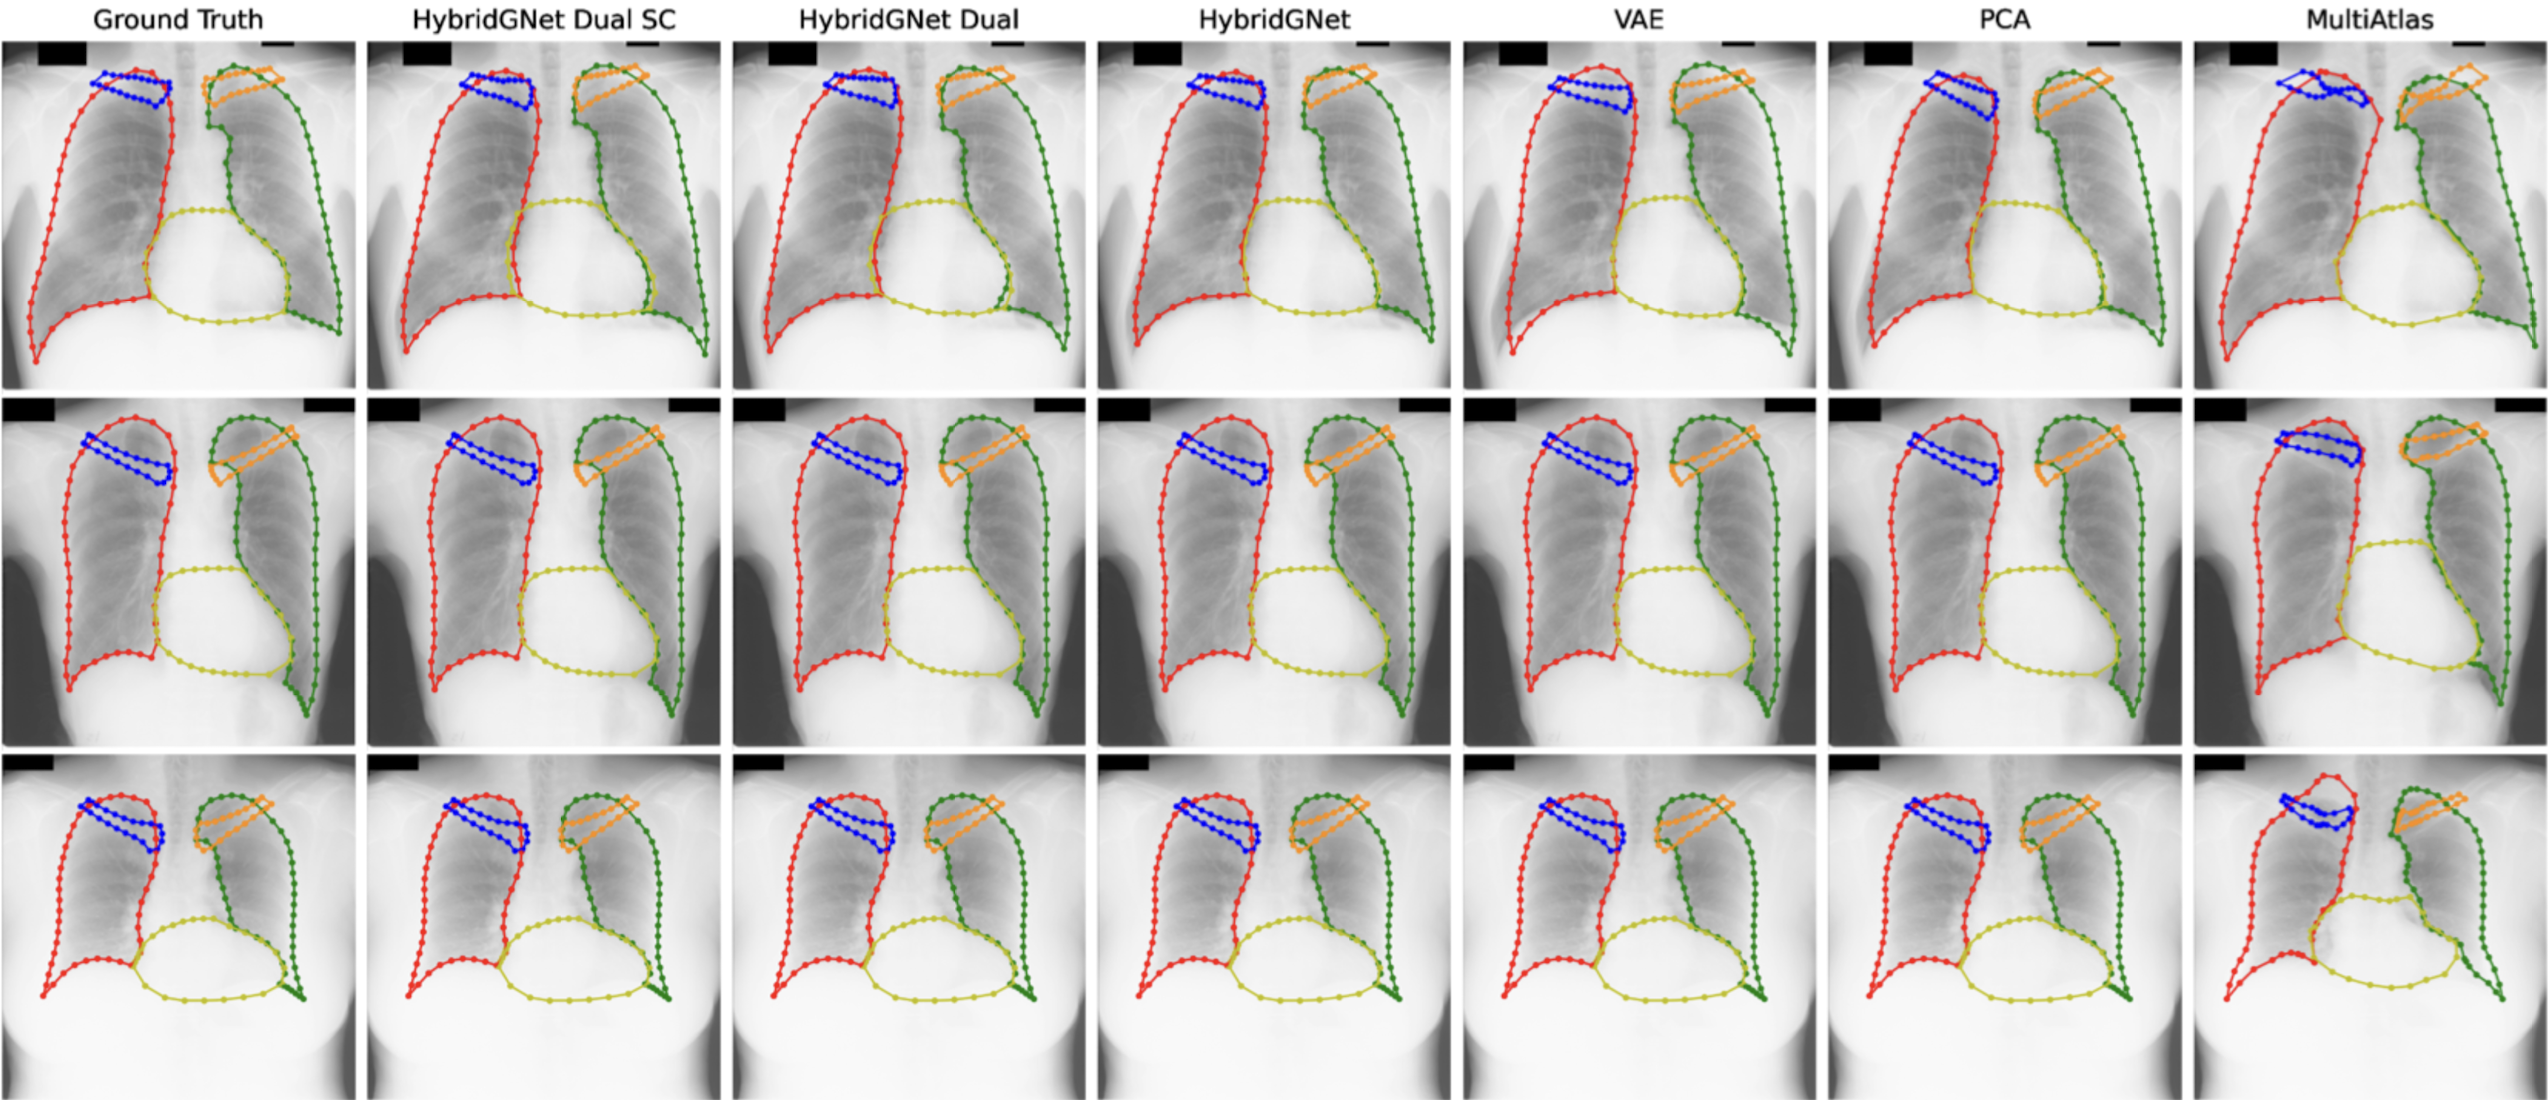 Ground Truth
HybridGNet Dual SC
HybridGNet Dual
HybridGNet
VAE
PCA
MultiAtlas